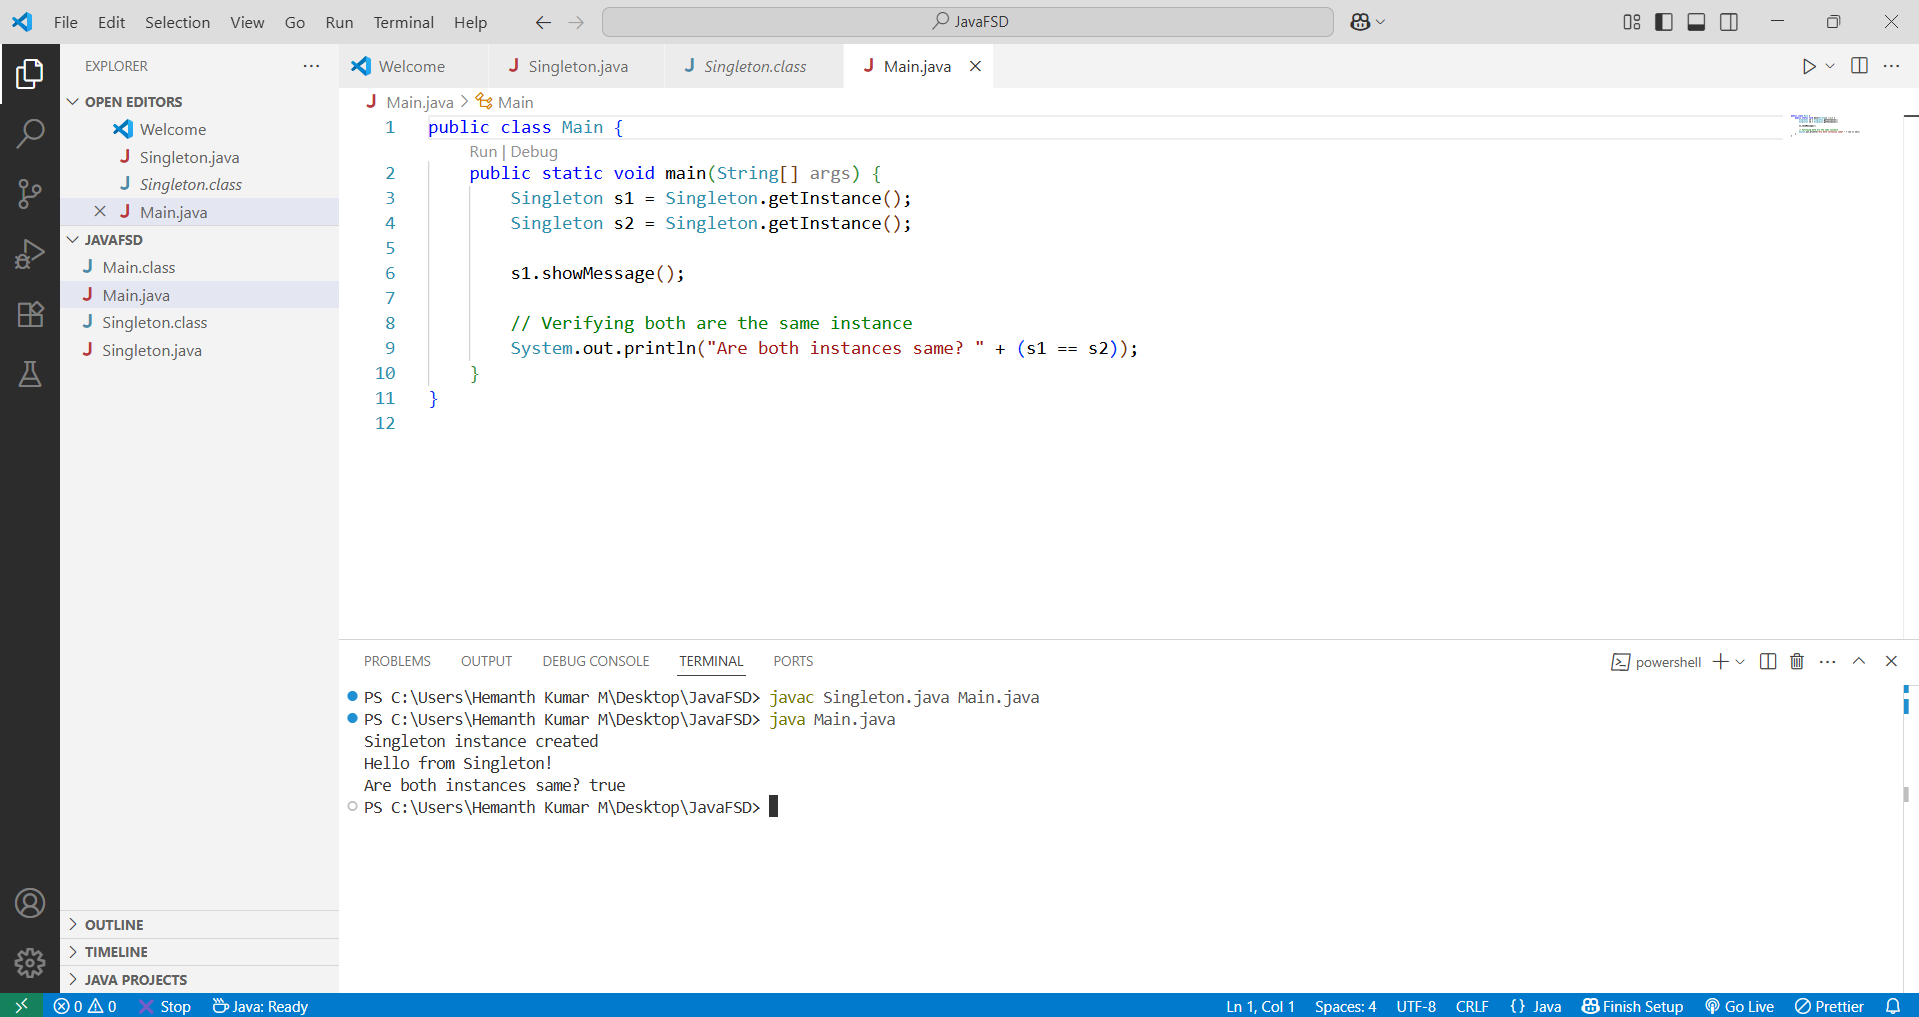 File Edit Selection View Go Run Terminal Help
JavaFSD
EXPLORER
OPEN EDITORS
Welcome
Singleton.java
Singleton.class
Main.java
JAVAFSD
Main.class
Main.java
Singleton.class
Singleton.java
OUTLINE
TIMELINE
JAVA PROJECTS
Welcome Singleton.java Singleton.class Main.java
Main.java > Main
1 public class Main {
Run | Debug
2 public static void main(String[] args) {
3 Singleton s1 = Singleton.getInstance();
4 Singleton s2 = Singleton.getInstance();
5
6 s1.showMessage();
7
8 // Verifying both are the same instance
9 System.out.println("Are both instances same? " + (s1 == s2));
10 }
11 }
12
PROBLEMS OUTPUT DEBUG CONSOLE TERMINAL PORTS
powershell
PS C:\Users\Hemanth Kumar M\Desktop\JavaFSD> javac Singleton.java Main.java
PS C:\Users\Hemanth Kumar M\Desktop\JavaFSD> java Main.java
Singleton instance created
Hello from Singleton!
Are both instances same? true
PS C:\Users\Hemanth Kumar M\Desktop\JavaFSD>
0 0 Stop Java: Ready Ln 1, Col 1 Spaces: 4 UTF-8 CRLF {} Java Finish Setup Go Live Prettier